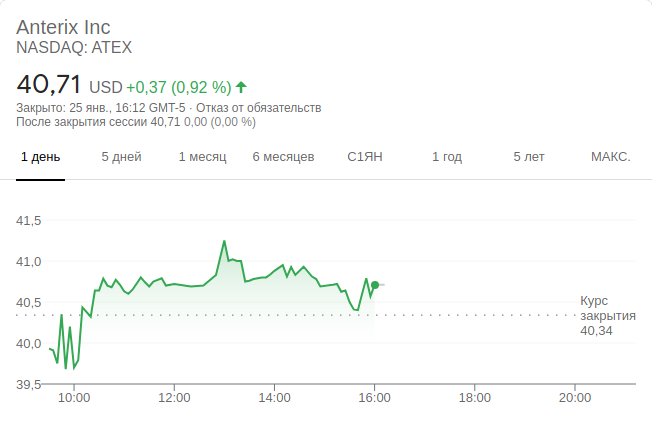 Anterix Inc
NASDAQ: ATEX
40,71 USD +0,37 (0,92 %)
Закрыто: 25 янв., 16:12 GMT-5 · Отказ от обязательств
После закрытия сессии 40,71 0,00 (0,00 %)
1 день 5 дней 1 месяц 6 месяцев С1ЯН 1 год 5 лет МАКС.
41,5
41,0
40,5
40,0
39,5
Курс
закрытия
40,34
10:00 12:00 14:00 16:00 18:00 20:00